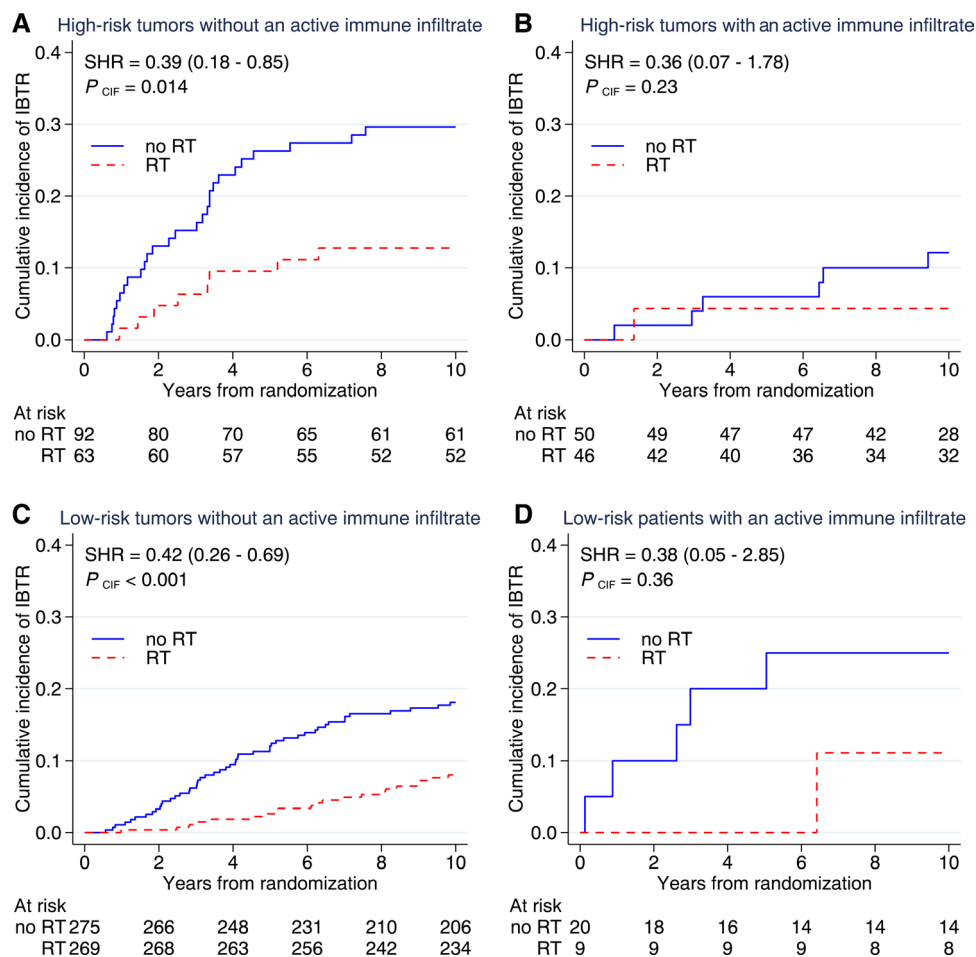 A High-risk tumors without an active immune infiltrate
SHR = 0.39 (0.18 - 0.85)
P CIF = 0.014
no RT
RT
Cumulative incidence of IBTR
0.4
0.3
0.2
0.1
0.0
0 2 4 6 8 10
Years from randomization
At risk
no RT 92 80 70 65 61 61
RT 63 60 57 55 52 52
B High-risk tumors with an active immune infiltrate
SHR = 0.36 (0.07 - 1.78)
P CIF = 0.23
no RT
RT
Cumulative incidence of IBTR
0.4
0.3
0.2
0.1
0.0
0 2 4 6 8 10
Years from randomization
At risk
no RT 50 49 47 47 42 28
RT 46 42 40 36 34 32
C Low-risk tumors without an active immune infiltrate
SHR = 0.42 (0.26 - 0.69)
P CIF < 0.001
no RT
RT
Cumulative incidence of IBTR
0.4
0.3
0.2
0.1
0.0
0 2 4 6 8 10
Years from randomization
At risk
no RT 275 266 248 231 210 206
RT 269 268 263 256 242 234
D Low-risk patients with an active immune infiltrate
SHR = 0.38 (0.05 - 2.85)
P CIF = 0.36
no RT
RT
Cumulative incidence of IBTR
0.4
0.3
0.2
0.1
0.0
0 2 4 6 8 10
Years from randomization
At risk
no RT 20 18 16 14 14 14
RT 9 9 9 9 8 8